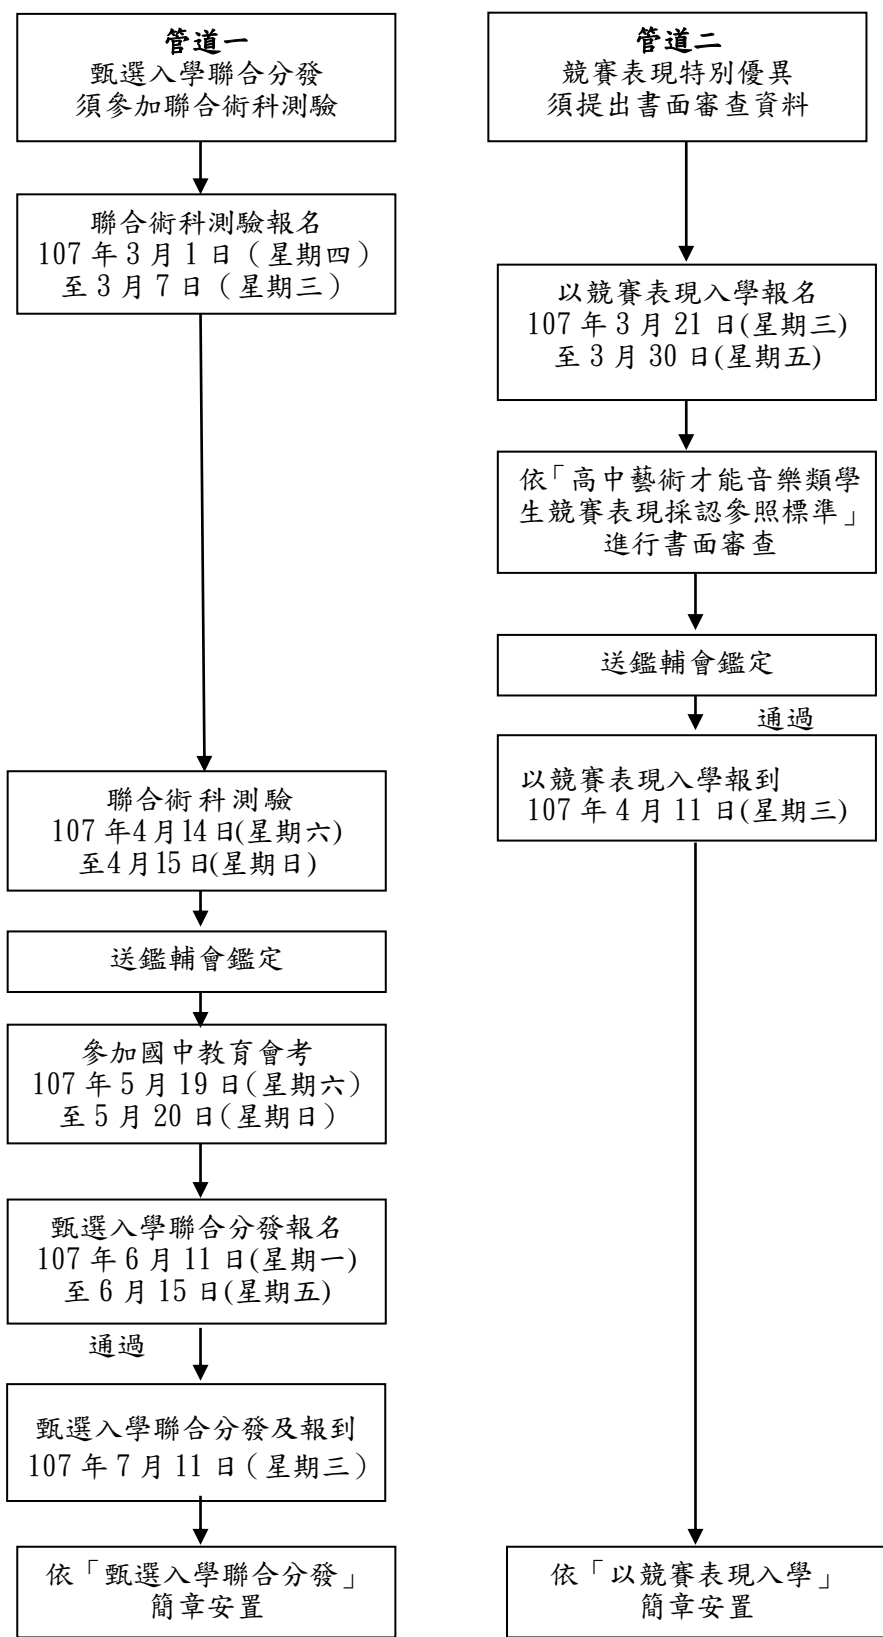 管道一
甄選入學聯合分發
須參加聯合術科測驗
聯合術科測驗報名
107 年 3 月 1 日（星期四）
至 3 月 7 日（星期三）
聯合術科測驗
107 年4月14日(星期六)
至4月15日(星期日)
送鑑輔會鑑定
參加國中教育會考
107 年 5 月 19 日(星期六）
至 5 月 20 日(星期日）
甄選入學聯合分發報名
107 年 6 月 11 日(星期一)
至 6 月 15 日(星期五)
通過
甄選入學聯合分發及報到
107 年 7 月 11 日（星期三）
依「甄選入學聯合分發」
簡章安置
管道二
競賽表現特別優異
須提出書面審查資料
以競賽表現入學報名
107 年 3 月 21 日(星期三)
至 3 月 30 日(星期五)
依「高中藝術才能音樂類學
生競賽表現採認參照標準」
進行書面審查
送鑑輔會鑑定
通過
以競賽表現入學報到
107 年 4 月 11 日(星期三)
依「以競賽表現入學」
簡章安置